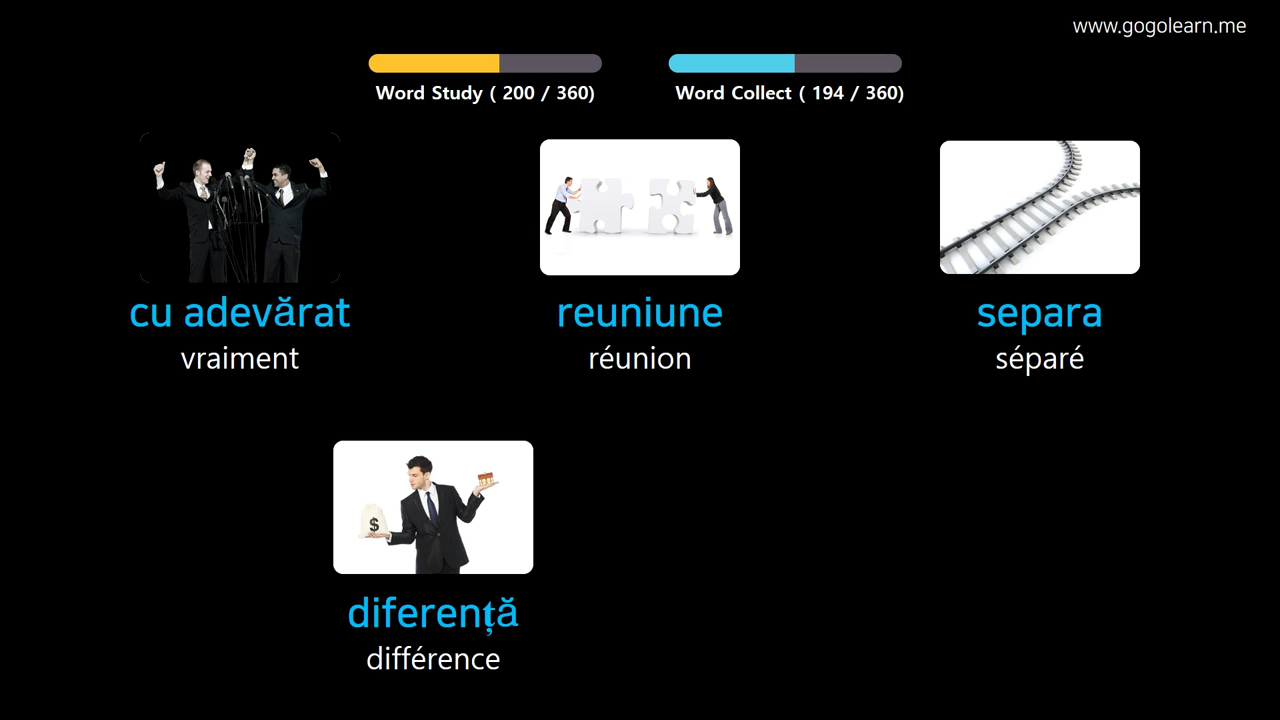 www.gogolearn.me
Word Study ( 200 / 360)
Word Collect ( 194 / 360)
cu adevărat
vraiment
reuniune
réunion
separa
séparé
$
diferență
différence